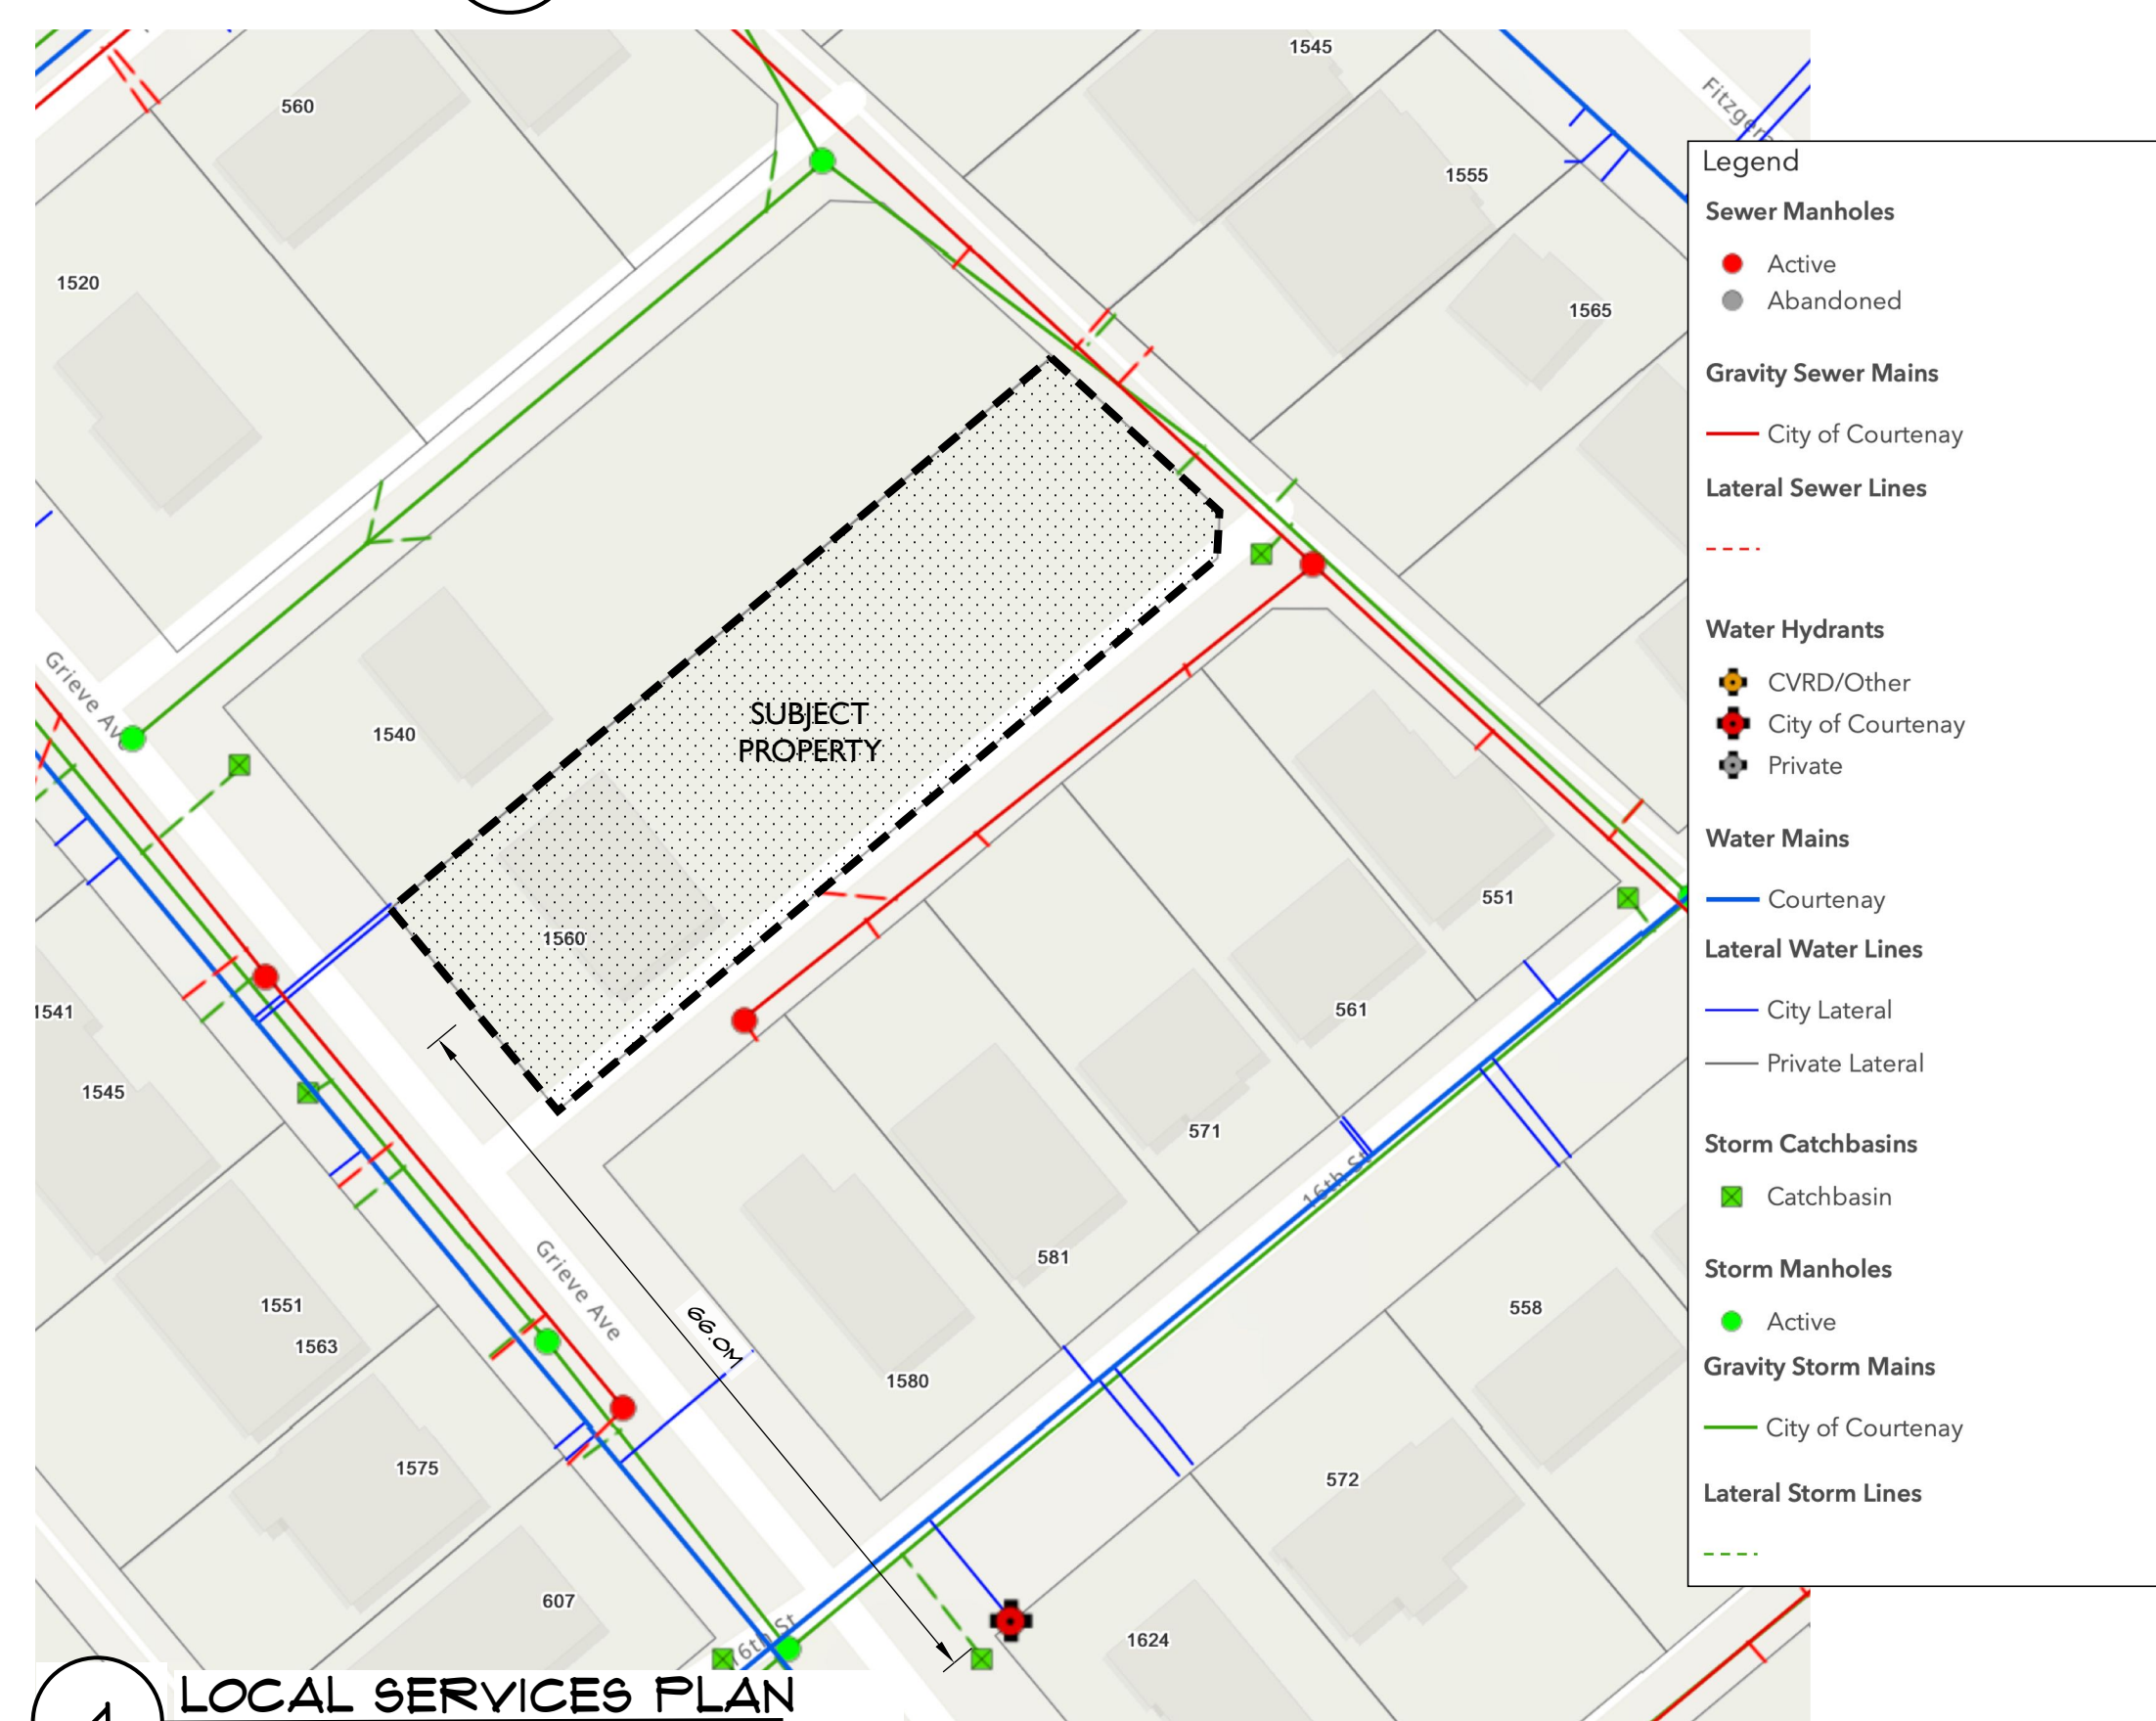 1545
Fitzgera
560
1555
1520
1565
Grieve Ave
1540
SUBJECT
PROPERTY
1560
551
561
1541
1545
571
16th St
581
Grieve Ave
1551
1563
66.0M
558
1580
1575
572
607
16th St
1624
4
LOCAL SERVICES PLAN
Legend
Sewer Manholes
Active
Abandoned
Gravity Sewer Mains
City of Courtenay
Lateral Sewer Lines
Water Hydrants
CVRD/Other
City of Courtenay
Private
Water Mains
Courtenay
Lateral Water Lines
City Lateral
Private Lateral
Storm Catchbasins
Catchbasin
Storm Manholes
Active
Gravity Storm Mains
City of Courtenay
Lateral Storm Lines